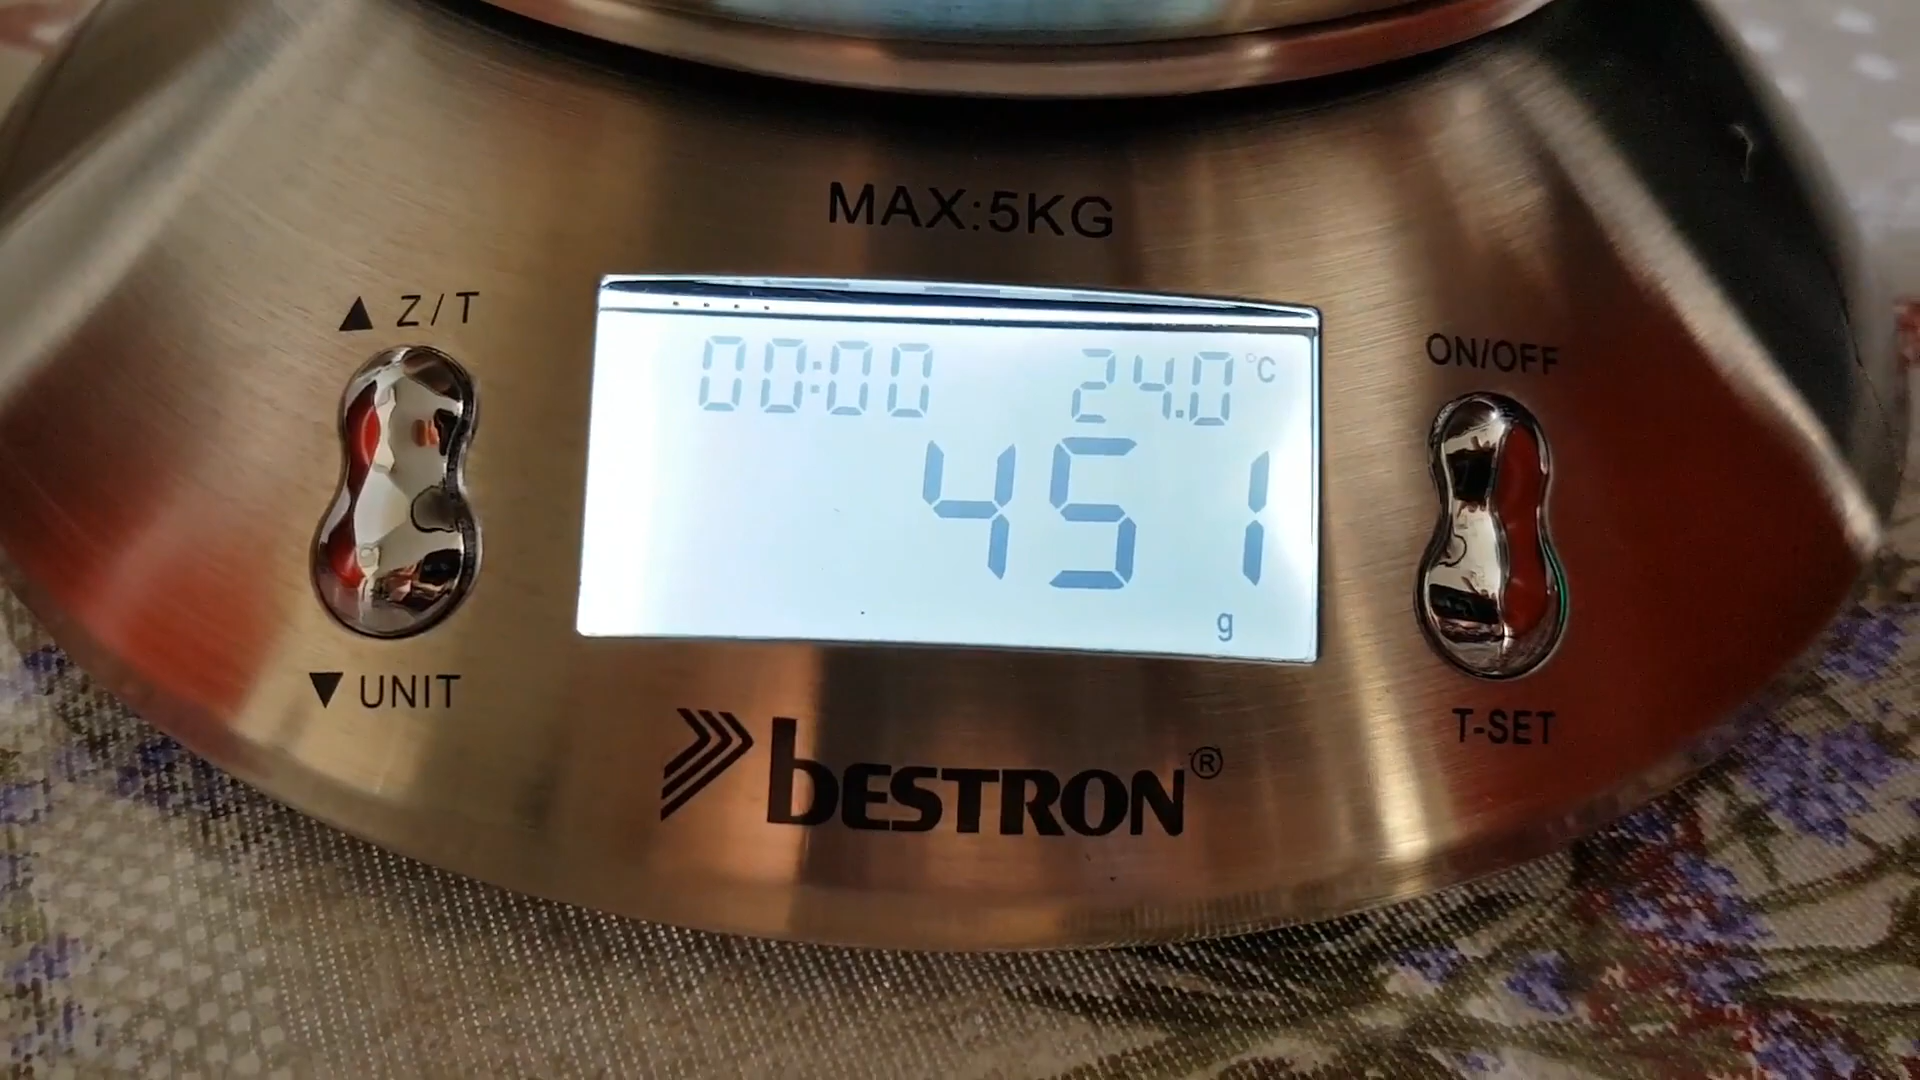 MAX:5KG
▲ Z/T
ON/OFF
00:00 24.0 °C
451
g
▼ UNIT
T-SET
bESTRON®